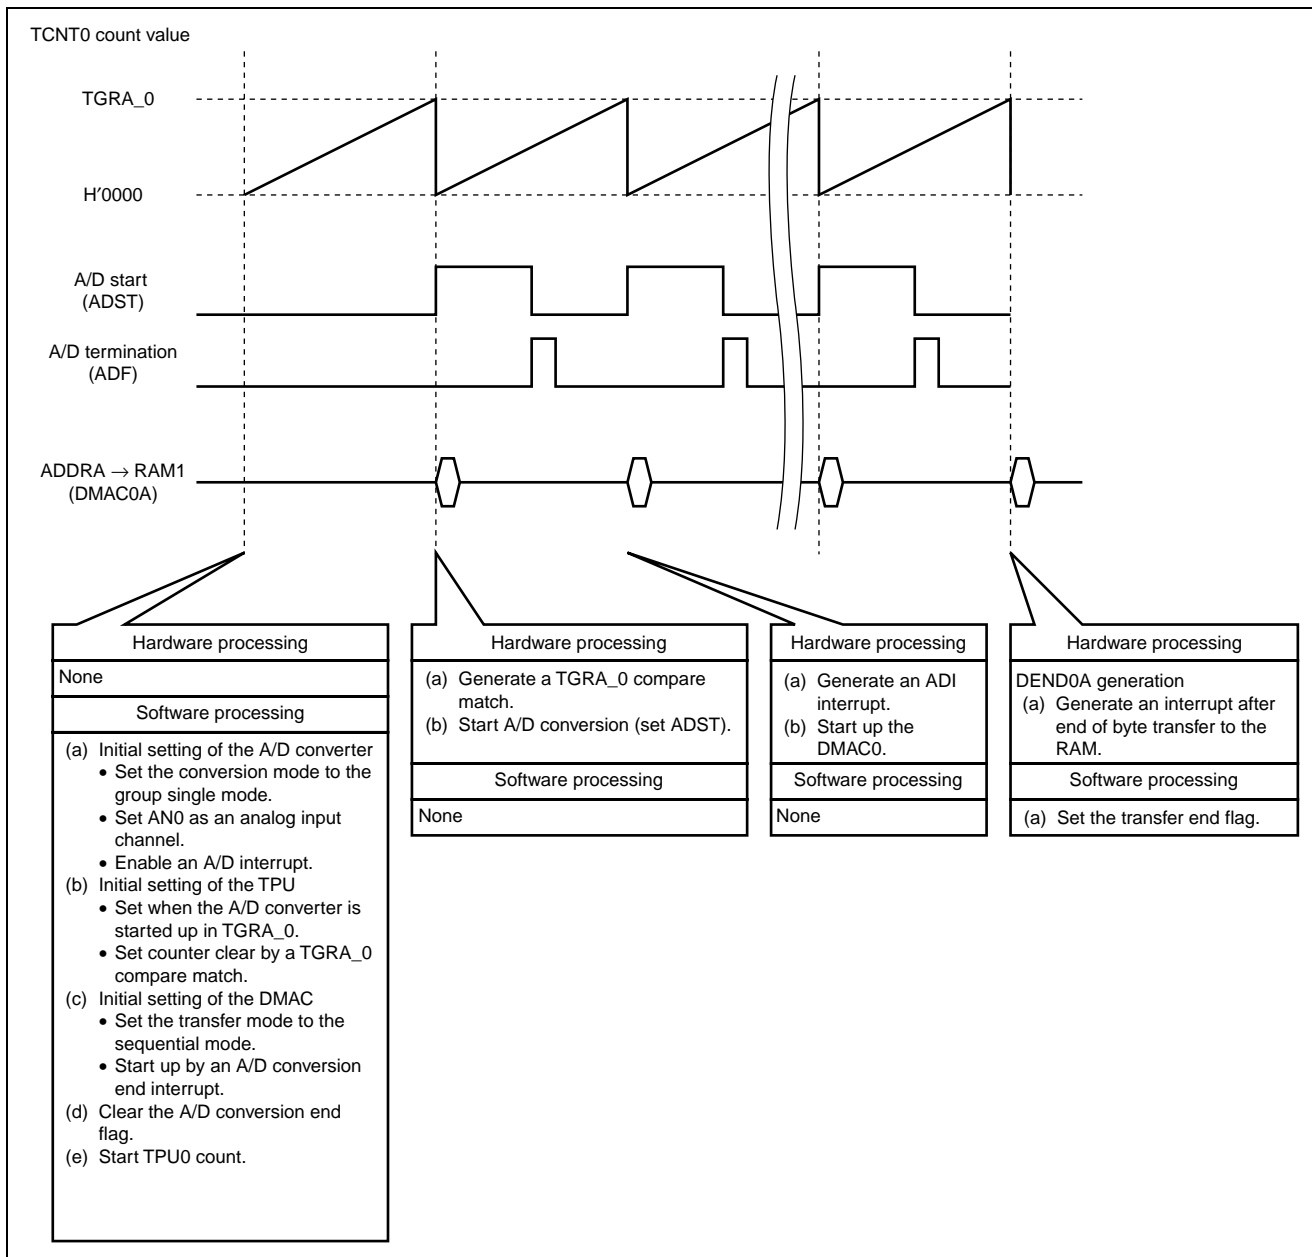 TCNT0 count value
TGRA_0
H'0000
A/D start
(ADST)
A/D termination
(ADF)
ADDRA → RAM1
(DMAC0A)
Hardware processing
None
Software processing
(a) Initial setting of the A/D converter
• Set the conversion mode to the
group single mode.
• Set AN0 as an analog input
channel.
• Enable an A/D interrupt.
(b) Initial setting of the TPU
• Set when the A/D converter is
started up in TGRA_0.
• Set counter clear by a TGRA_0
compare match.
(c) Initial setting of the DMAC
• Set the transfer mode to the
sequential mode.
• Start up by an A/D conversion
end interrupt.
(d) Clear the A/D conversion end
flag.
(e) Start TPU0 count.
Hardware processing
(a) Generate a TGRA_0 compare
match.
(b) Start A/D conversion (set ADST).
Software processing
None
Hardware processing
(a) Generate an ADI
interrupt.
(b) Start up the
DMAC0.
Software processing
None
Hardware processing
DEND0A generation
(a) Generate an interrupt after
end of byte transfer to the
RAM.
Software processing
(a) Set the transfer end flag.